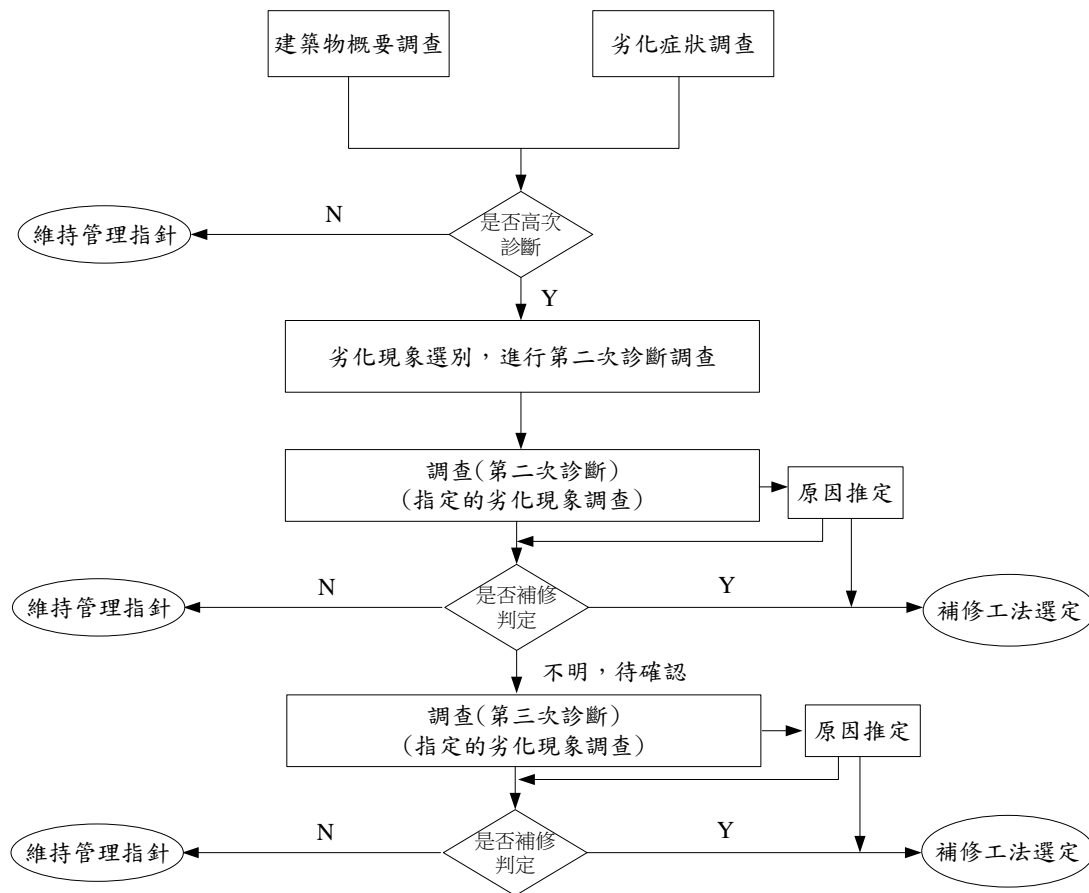 建築物概要調查
劣化症狀調查
是否高次
診斷
N
維持管理指針
Y
劣化現象選別，進行第二次診斷調查
調查(第二次診斷)
(指定的劣化現象調查)
原因推定
是否補修
判定
N
維持管理指針
Y
補修工法選定
不明，待確認
調查(第三次診斷)
(指定的劣化現象調查)
原因推定
是否補修
判定
N
維持管理指針
Y
補修工法選定